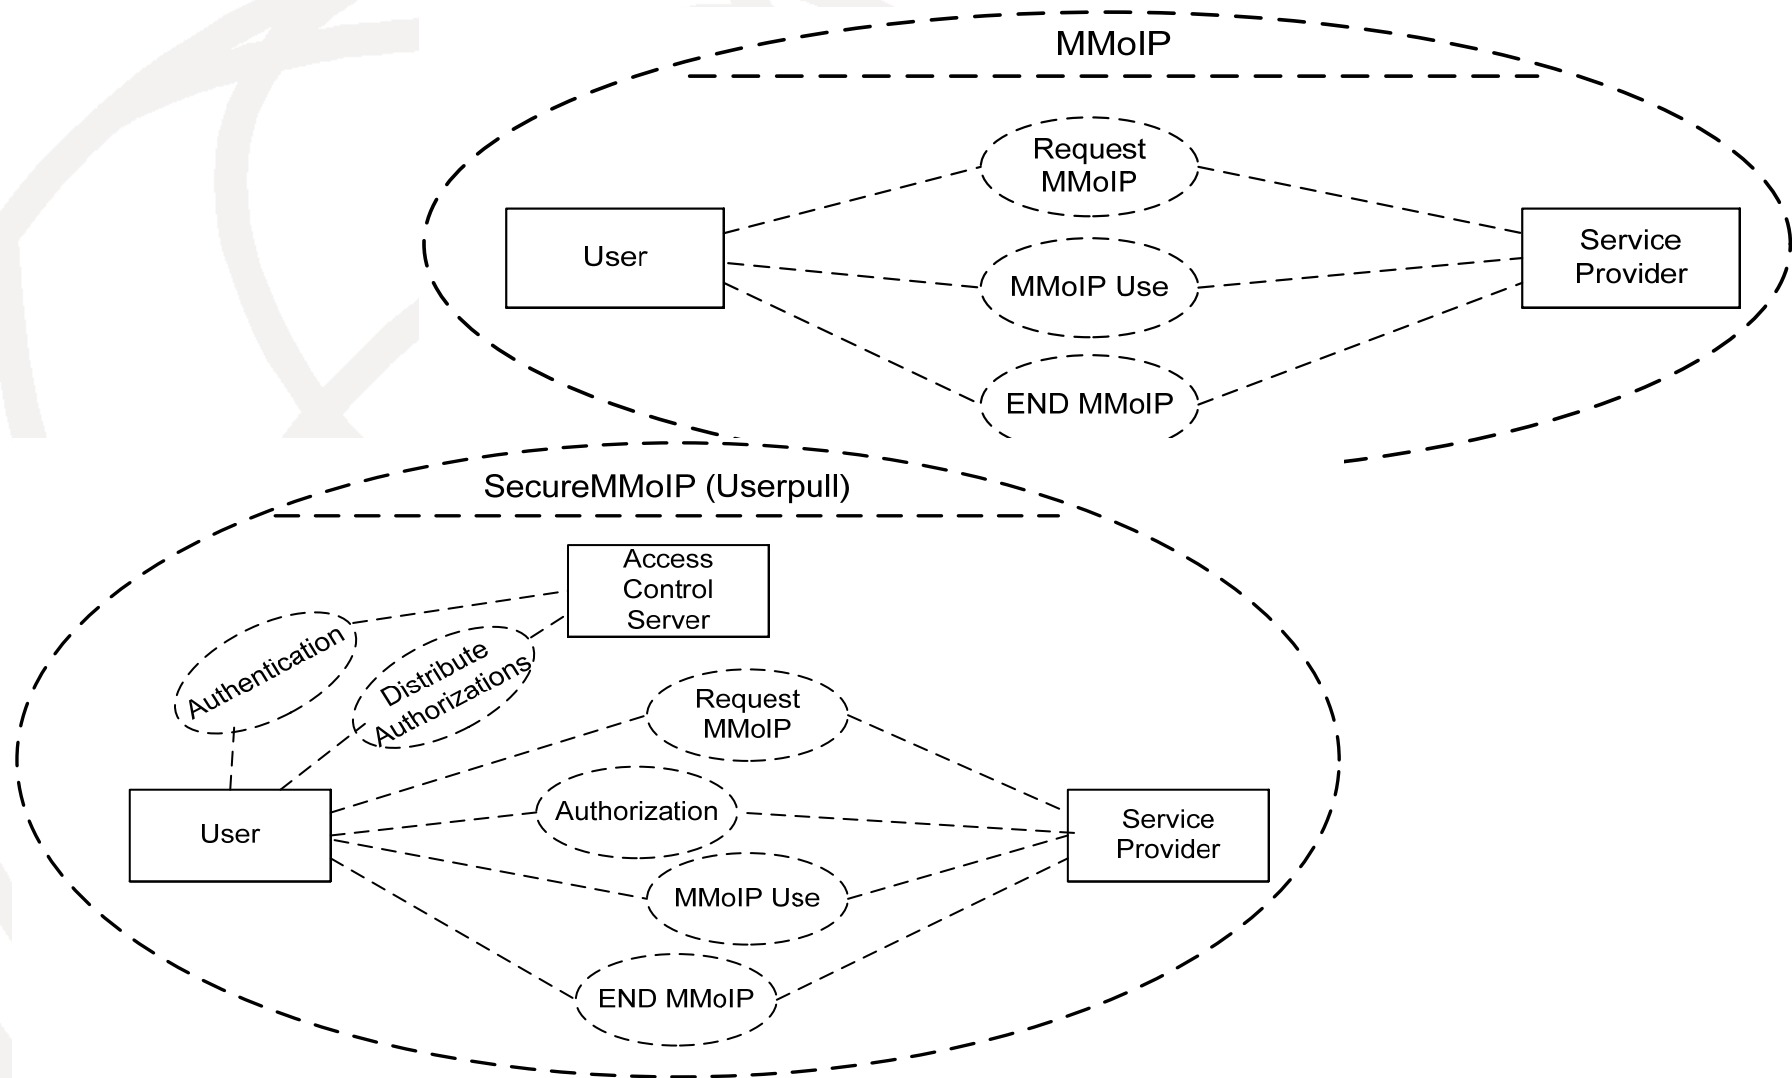 MMoIP
Request
MMoIP
User
Service
Provider
MMoIP Use
END MMoIP
SecureMMoIP (Userpull)
Access
Control
Server
Authentication
Distribute
Authorizations
Request
MMoIP
Authorization
User
Service
Provider
MMoIP Use
END MMoIP